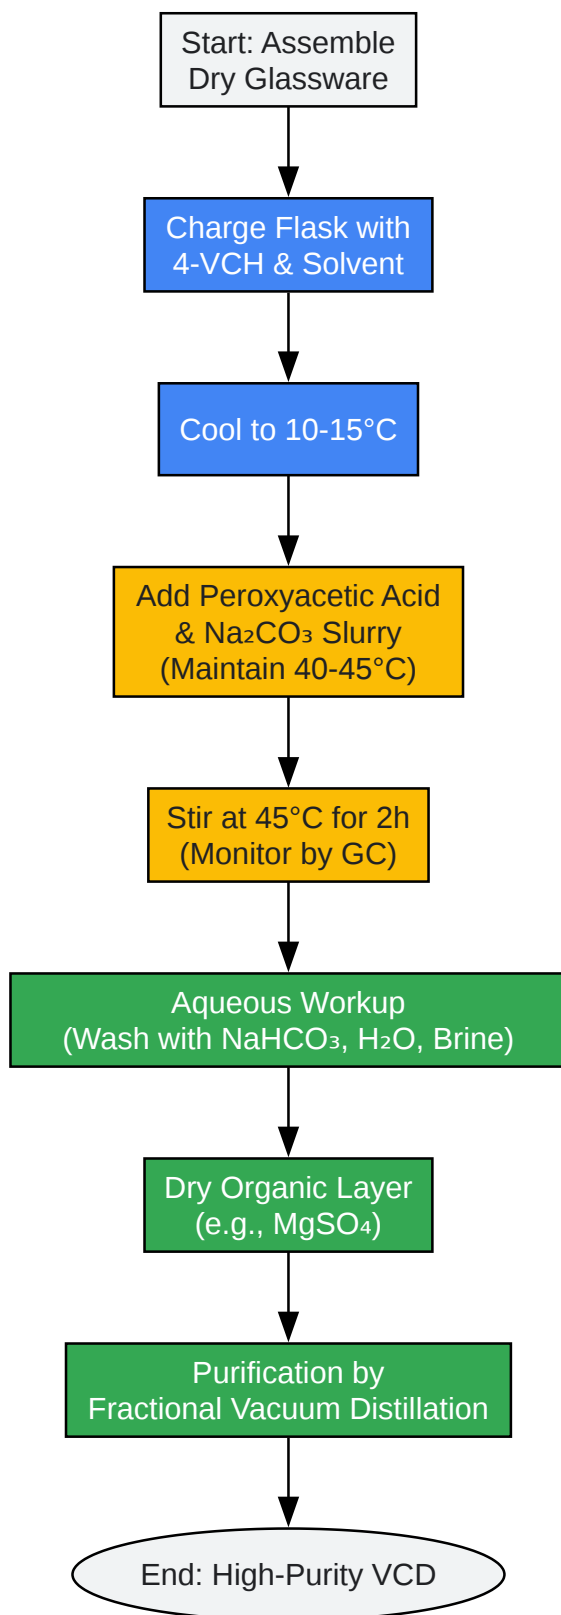 Start: Assemble
Dry Glassware
Charge Flask with
4-VCH & Solvent
Cool to 10-15°C
Add Peroxyacetic Acid
& Na₂CO₃ Slurry
(Maintain 40-45°C)
Stir at 45°C for 2h
(Monitor by GC)
Aqueous Workup
(Wash with NaHCO₃, H₂O, Brine)
Dry Organic Layer
(e.g., MgSO₄)
Purification by
Fractional Vacuum Distillation
End: High-Purity VCD